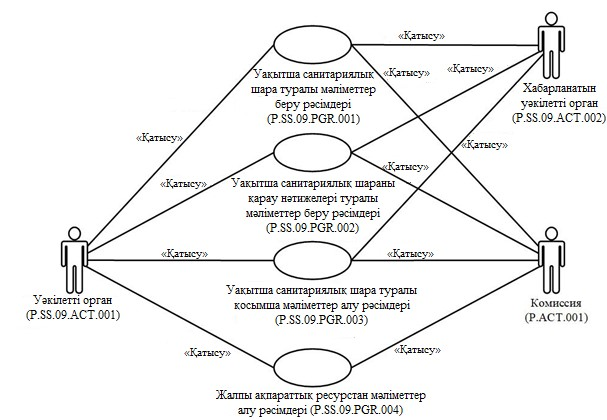 «Қатысу»
«Қатысу» «Қатысу»
Уақытша санитариялық
шара туралы мәліметтер
беру рәсімдері
(P.SS.09.PGR.001)
Хабарланатын
уәкілетті орган
(P.SS.09.ACT.002)
«Қатысу»
«Қатысу»
«Қатысу»
«Қатысу»
Уақытша санитариялық шараны
қарау нәтижелері туралы
мәліметтер беру рәсімдері
(P.SS.09.PGR.002)
«Қатысу»
«Қатысу»
Уәкілетті орган
(P.SS.09.ACT.001)
Уақытша санитариялық шара туралы
қосымша мәліметтер алу рәсімдері
(P.SS.09.PGR.003)
Комиссия
(P.ACT.001)
«Қатысу»
«Қатысу»
Жалпы ақпараттық ресурстан мәліметтер
алу рәсімдері (P.SS.09.PGR.004)